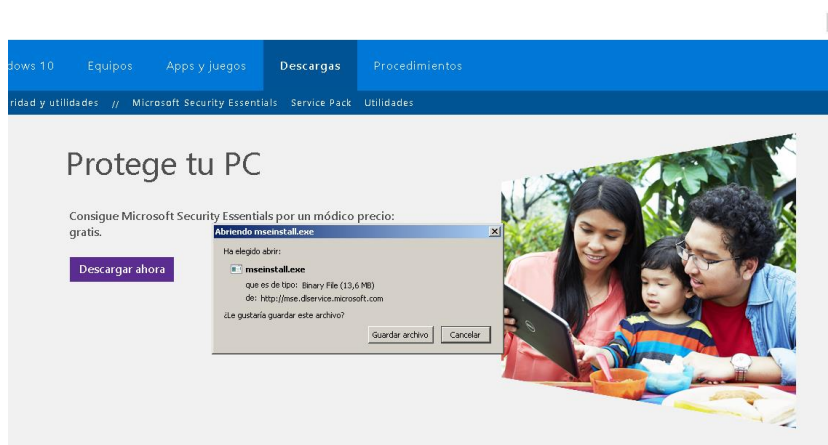 dows 10 Equipos Apps y juegos Descargas Procedimientos
ridad y utilidades // Microsoft Security Essentials Service Pack Utilidades
Protege tu PC
Consigue Microsoft Security Essentials por un módico precio:
gratis.
Descargar ahora
Abriendo mseinstall.exe
Ha elegido abrir:
mseinstall.exe
que es de tipo: Binary File (13,6 MB)
de: http://mse.dlservice.microsoft.com
¿Le gustaría guardar este archivo?
Guardar archivo Cancelar